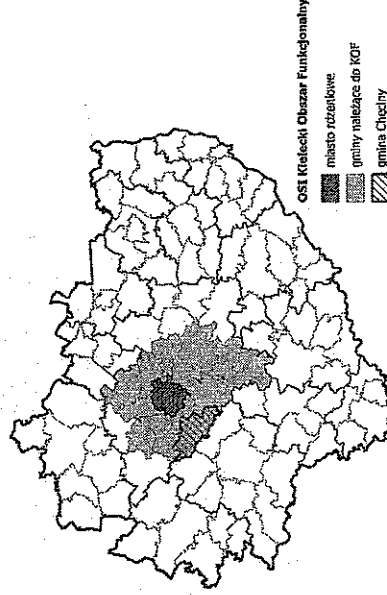 OSI Kielecki Obszar Funkcjonalny
miasto rdzeniowe
gminy należące do KOF
gmina Chęciny